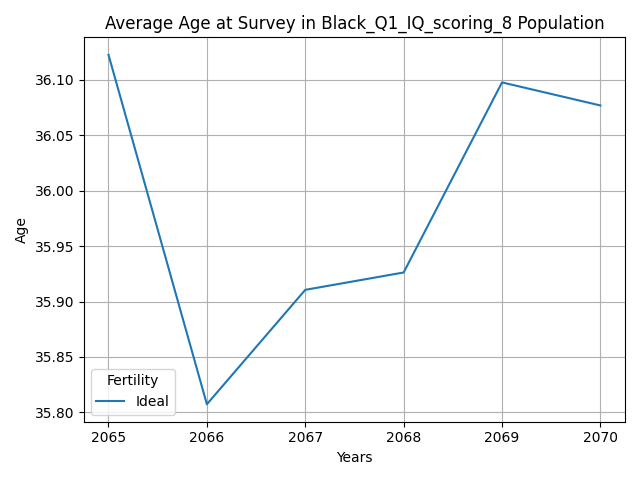 Average Age at Survey in Black_Q1_IQ_scoring_8 Population
Age
36.10
36.05
36.00
35.95
35.90
35.85
35.80
Fertility
Ideal
2065 2066 2067 2068 2069 2070
Years